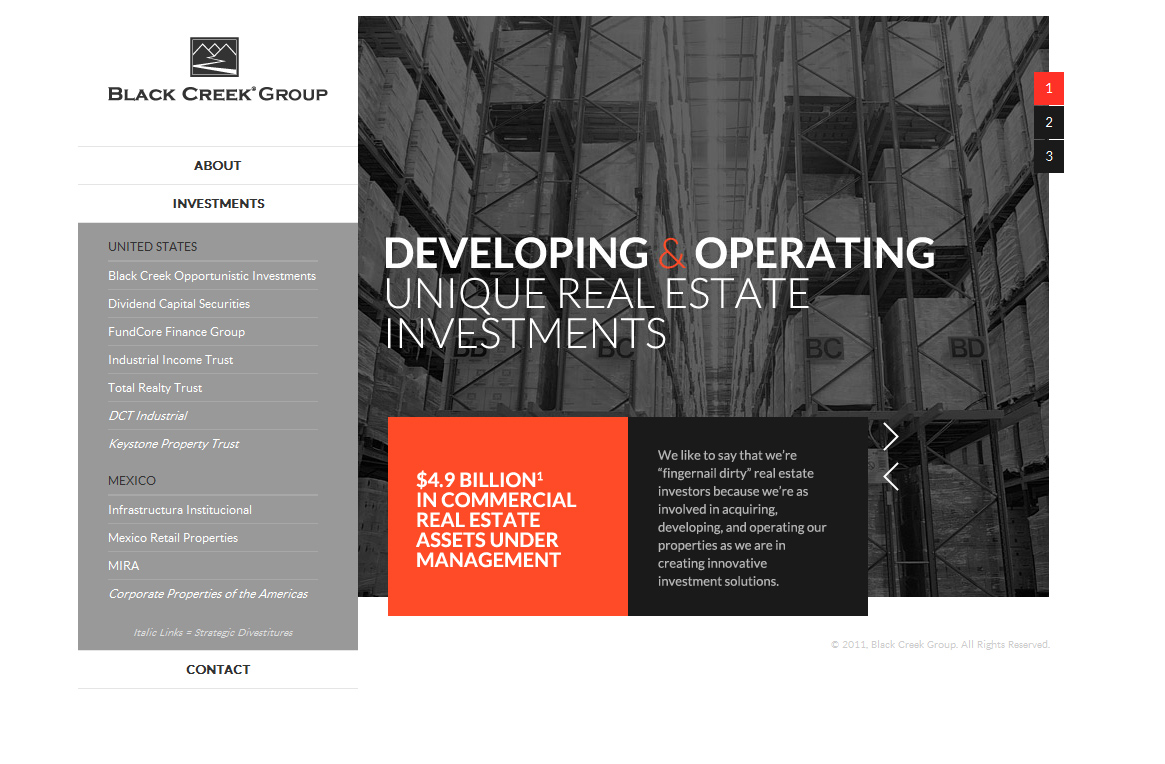 BLACK CREEK® GROUP
ABOUT
INVESTMENTS
UNITED STATES
Black Creek Opportunistic Investments
Dividend Capital Securities
FundCore Finance Group
Industrial Income Trust
Total Realty Trust
DCT Industrial
Keystone Property Trust
MEXICO
Infrastructura Institucional
Mexico Retail Properties
MIRA
Corporate Properties of the Americas
Italic Links = Strategic Divestitures
CONTACT
1
2
3
DEVELOPING & OPERATING
UNIQUE REAL ESTATE
INVESTMENTS
BB
BC
BC
BD
$4.9 BILLION¹
IN COMMERCIAL
REAL ESTATE
ASSETS UNDER
MANAGEMENT
We like to say that we’re
“fingernail dirty” real estate
investors because we’re as
involved in acquiring,
developing, and operating our
properties as we are in
creating innovative
investment solutions.
© 2011, Black Creek Group. All Rights Reserved.